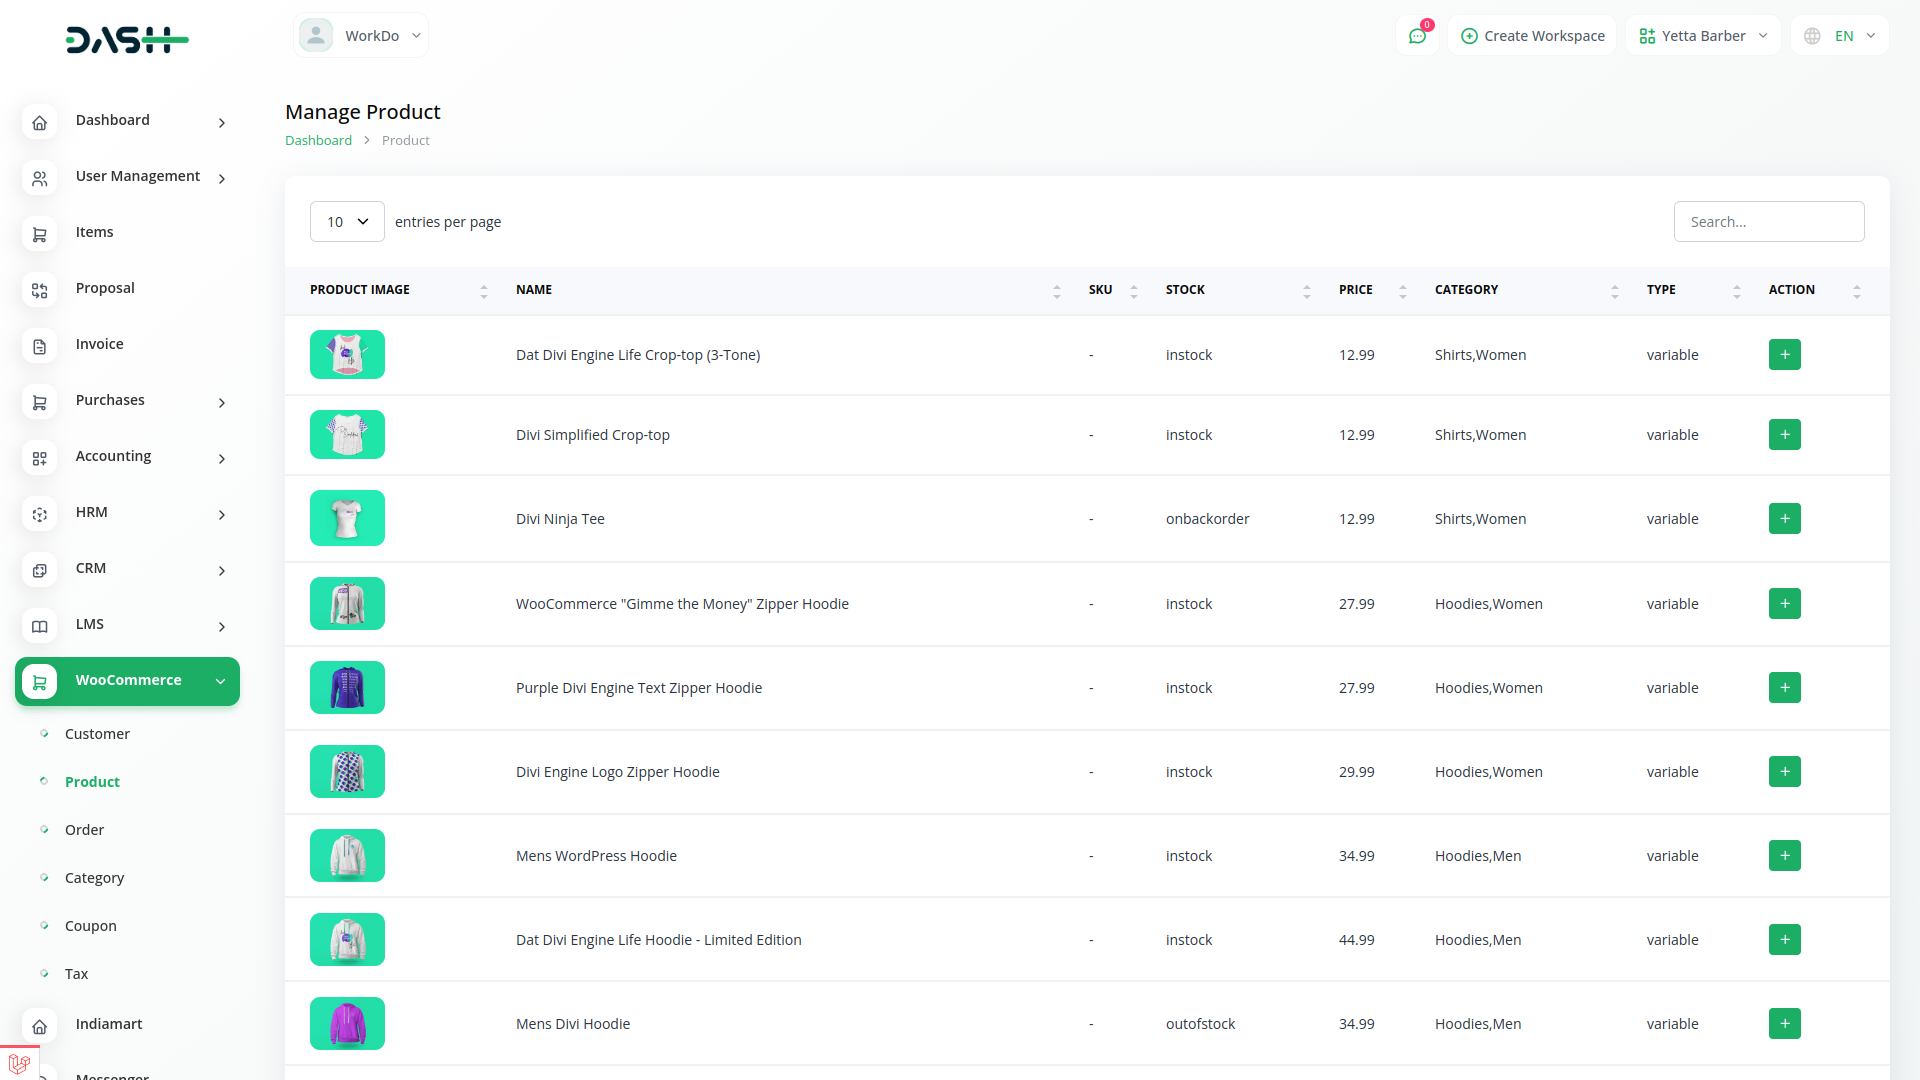 DASH
WorkDo
0
Create Workspace
Yetta Barber
EN
Dashboard
User Management
Items
Proposal
Invoice
Purchases
Accounting
HRM
CRM
LMS
WooCommerce
Customer
Product
Order
Category
Coupon
Tax
Indiamart
Messenger
Manage Product
Dashboard > Product
10 entries per page
Search...
PRODUCT IMAGE NAME SKU STOCK PRICE CATEGORY TYPE ACTION
Dat Divi Engine Life Crop-top (3-Tone) - instock 12.99 Shirts,Women variable +
Divi Simplified Crop-top - instock 12.99 Shirts,Women variable +
Divi Ninja Tee - onbackorder 12.99 Shirts,Women variable +
WooCommerce "Gimme the Money" Zipper Hoodie - instock 27.99 Hoodies,Women variable +
Purple Divi Engine Text Zipper Hoodie - instock 27.99 Hoodies,Women variable +
Divi Engine Logo Zipper Hoodie - instock 29.99 Hoodies,Women variable +
Mens WordPress Hoodie - instock 34.99 Hoodies,Men variable +
Dat Divi Engine Life Hoodie - Limited Edition - instock 44.99 Hoodies,Men variable +
Mens Divi Hoodie - outofstock 34.99 Hoodies,Men variable +